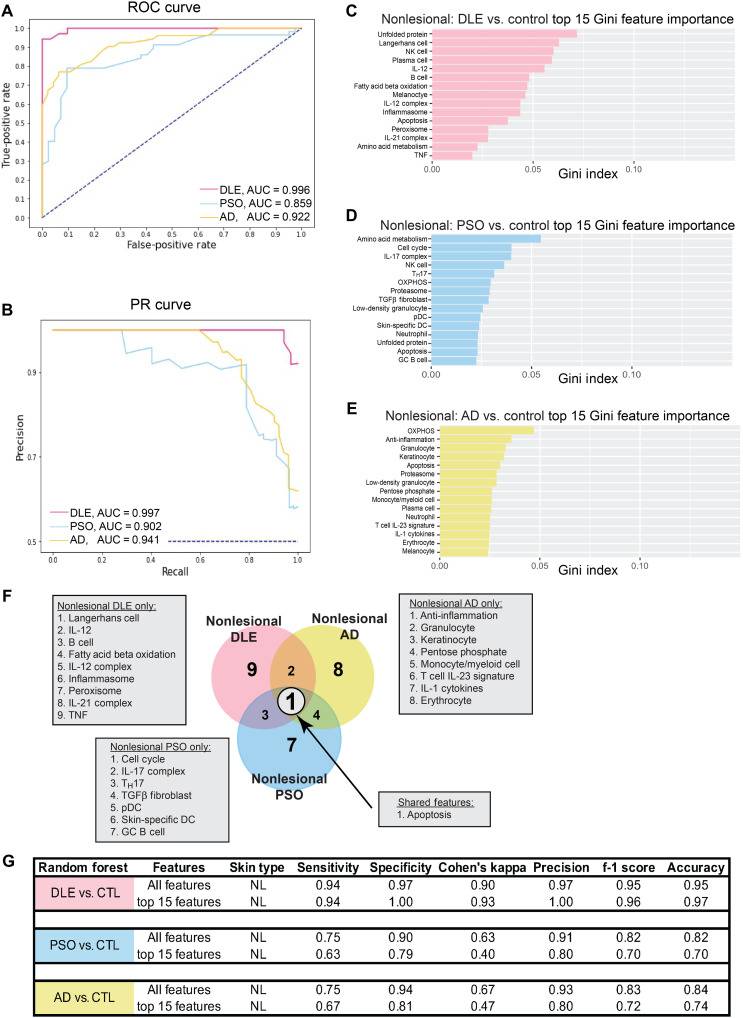 A
ROC curve
True-positive rate
1.0
0.9
0.8
0.7
0.6
0.5
0.4
0.3
0.2
0.1
0.0
DLE, AUC = 0.996
PSO, AUC = 0.859
AD, AUC = 0.922
0.0 0.1 0.2 0.3 0.4 0.5 0.6 0.7 0.8 0.9 1.0
False-positive rate
B
PR curve
Precision
0.9
0.7
0.5
DLE, AUC = 0.997
PSO, AUC = 0.902
AD, AUC = 0.941
0.0 0.2 0.4 0.6 0.8 1.0
Recall
C
Nonlesional: DLE vs. control top 15 Gini feature importance
Unfolded protein
Langerhans cell
NK cell
Plasma cell
IL-12
B cell
Fatty acid beta oxidation
Melanoctye
IL-12 complex
Inflammasome
Apoptosis
Peroxisome
IL-21 complex
Amino acid metabolism
TNF
0.00 0.05 0.10
Gini index
D
Nonlesional: PSO vs. control top 15 Gini feature importance
Amino acid metabolism
Cell cycle
IL-17 complex
NK cell
TH17
OXPHOS
Proteasome
TGFβ fibroblast
Low-density granulocyte
pDC
Skin-specific DC
Neutrophil
Unfolded protein
Apoptosis
GC B cell
0.00 0.05 0.10
Gini index
E
Nonlesional: AD vs. control top 15 Gini feature importance
OXPHOS
Anti-inflammation
Granulocyte
Keratinocyte
Apoptosis
Proteasome
Low-density granulocyte
Pentose phosphate
Monocyte/myeloid cell
Plasma cell
Neutrophil
T cell IL-23 signature
IL-1 cytokines
Erythrocyte
Melanocyte
0.00 0.05 0.10
Gini index
F
Nonlesional DLE only:
1. Langerhans cell
2. IL-12
3. B cell
4. Fatty acid beta oxidation
5. IL-12 complex
6. Inflammasome
7. Peroxisome
8. IL-21 complex
9. TNF
Nonlesional PSO only:
1. Cell cycle
2. IL-17 complex
3. TH17
4. TGFβ fibroblast
5. pDC
6. Skin-specific DC
7. GC B cell
Nonlesional
DLE
Nonlesional
AD
9
2
8
1
3
4
7
Nonlesional
PSO
Nonlesional AD only:
1. Anti-inflammation
2. Granulocyte
3. Keratinocyte
4. Pentose phosphate
5. Monocyte/myeloid cell
6. T cell IL-23 signature
7. IL-1 cytokines
8. Erythrocyte
Shared features:
1. Apoptosis
G
Random forest Features Skin type Sensitivity Specificity Cohen's kappa Precision f-1 score Accuracy
DLE vs. CTL
All features NL 0.94 0.97 0.90 0.97 0.95 0.95
top 15 features NL 0.94 1.00 0.93 1.00 0.96 0.97
PSO vs. CTL
All features NL 0.75 0.90 0.63 0.91 0.82 0.82
top 15 features NL 0.63 0.79 0.40 0.80 0.70 0.70
AD vs. CTL
All features NL 0.75 0.94 0.67 0.93 0.83 0.84
top 15 features NL 0.67 0.81 0.47 0.80 0.72 0.74